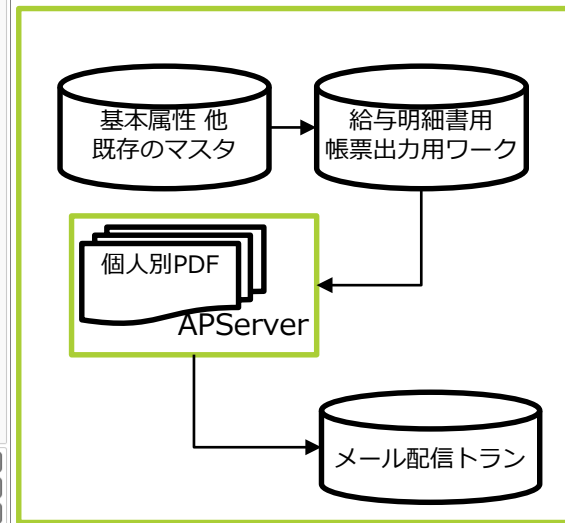 基本属性 他
既存のマスタ
給与明細書用
帳票出力用ワーク
個人別PDF
APServer
メール配信トラン